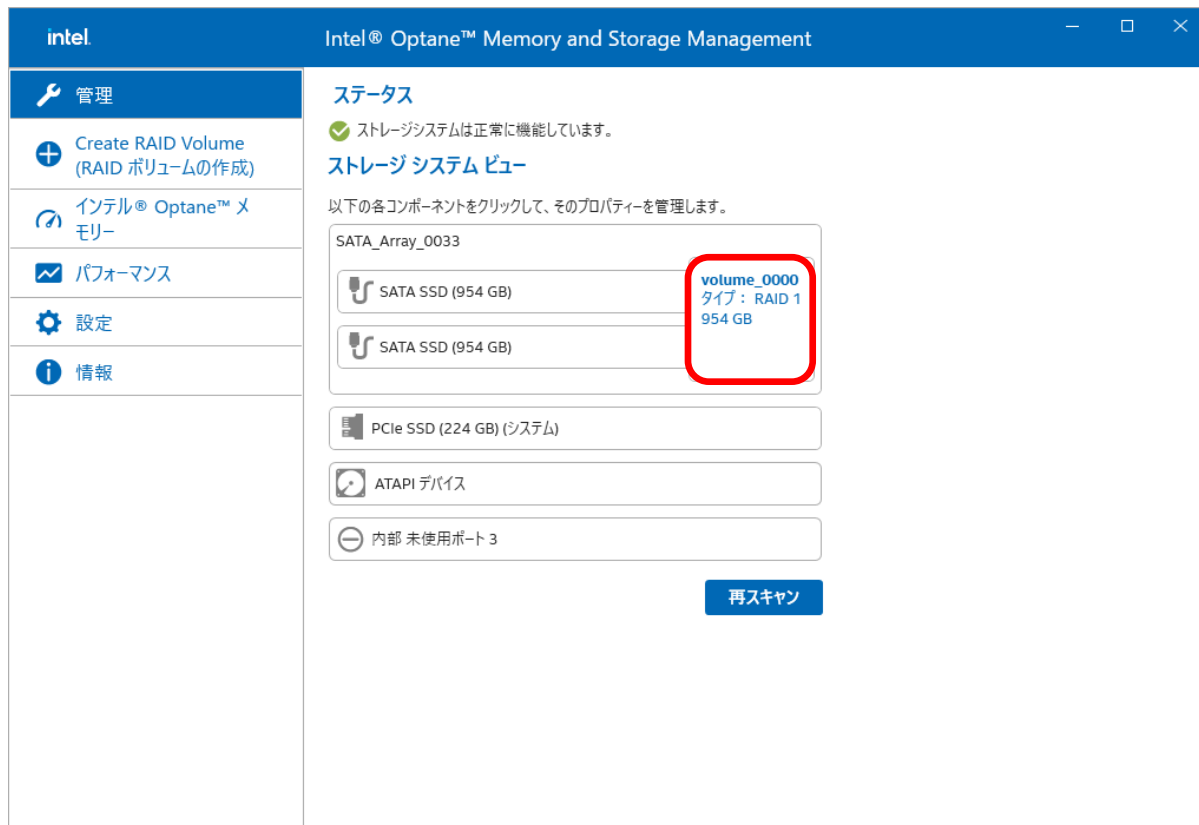 intel.
Intel® Optane™ Memory and Storage Management
管理
Create RAID Volume
(RAID ボリュームの作成)
インテル® Optane™ メ
モリー
パフォーマンス
設定
情報
ステータス
ストレージシステムは正常に機能しています。
ストレージ システム ビュー
以下の各コンポーネントをクリックして、そのプロパティーを管理します。
SATA_Array_0033
SATA SSD (954 GB)
SATA SSD (954 GB)
volume_0000
タイプ： RAID 1
954 GB
PCIe SSD (224 GB) (システム)
ATAPI デバイス
内部 未使用ポート 3
再スキャン